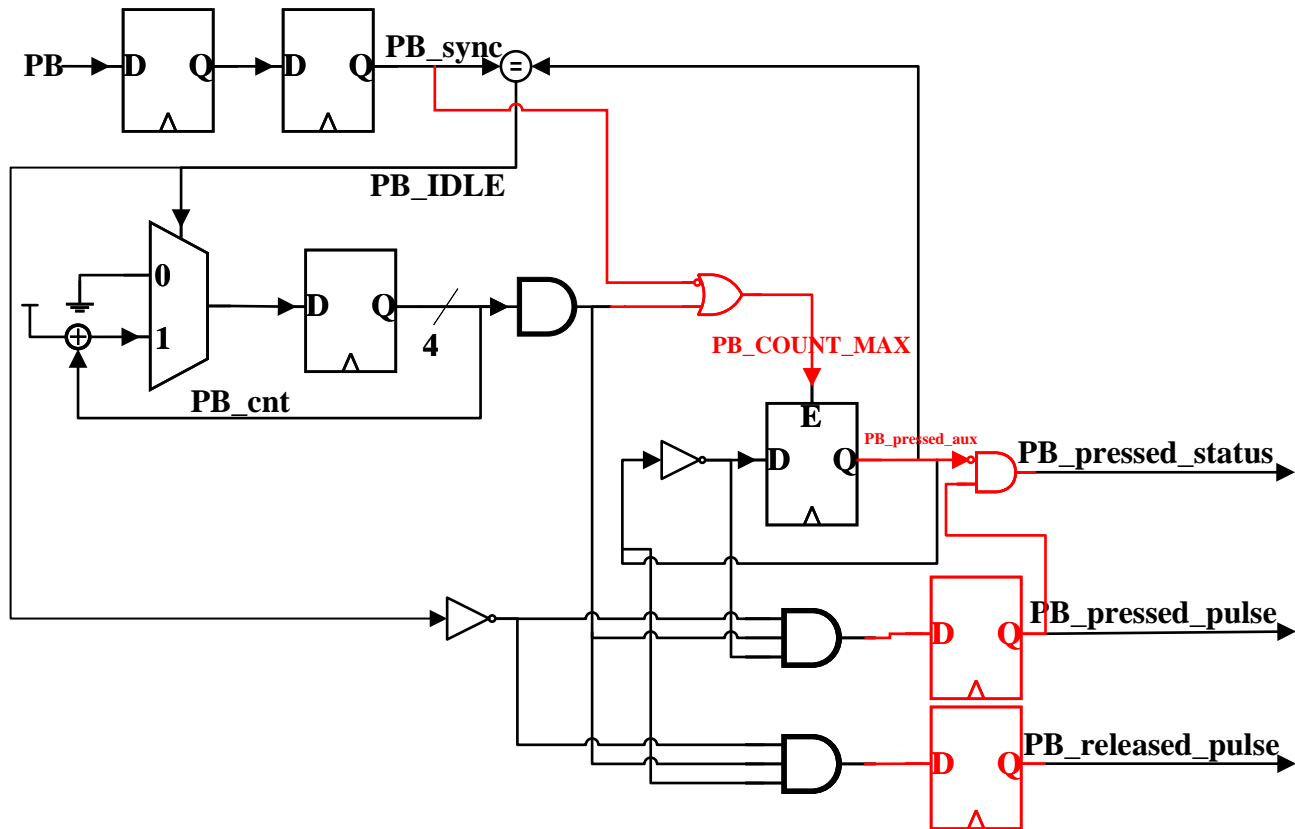 PB
D
Q
D
Q
PB_sync
=
PB_IDLE
0
1
D
Q
4
PB_cnt
PB_COUNT_MAX
E
D
Q
PB_pressed_aux
PB_pressed_status
D
Q
PB_pressed_pulse
D
Q
PB_released_pulse